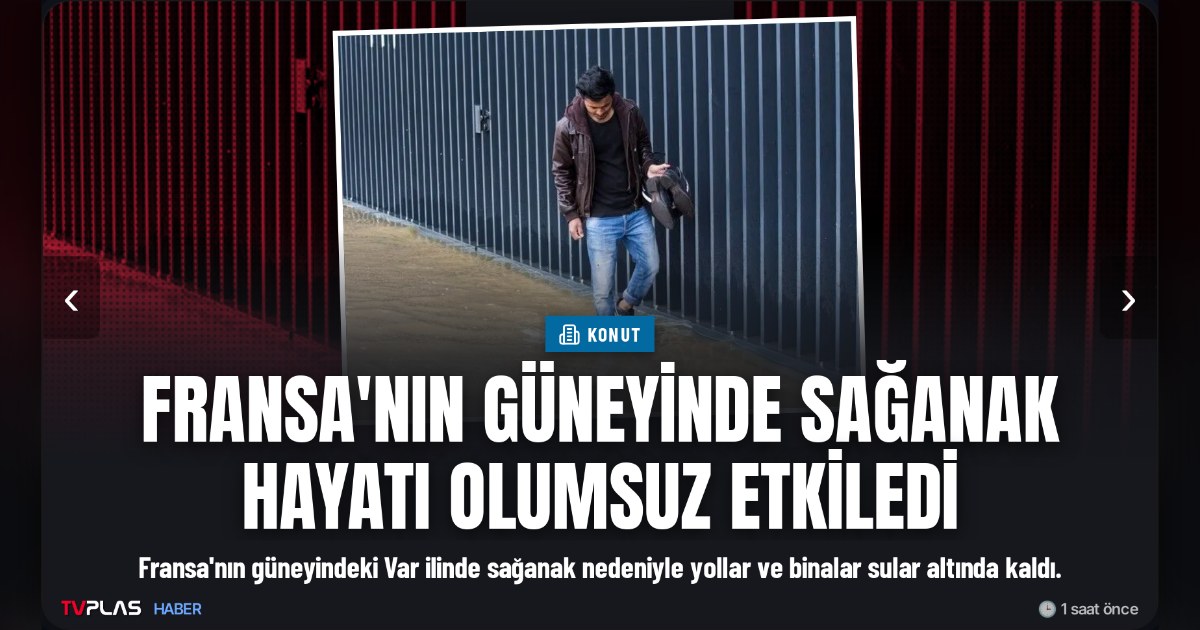 KONUT
FRANSA'NIN GÜNEYİNDE SAĞANAK
HAYATI OLUMSUZ ETKİLEDİ
Fransa'nın güneyindeki Var ilinde sağanak nedeniyle yollar ve binalar sular altında kaldı.
TVPLAS HABER
1 saat önce